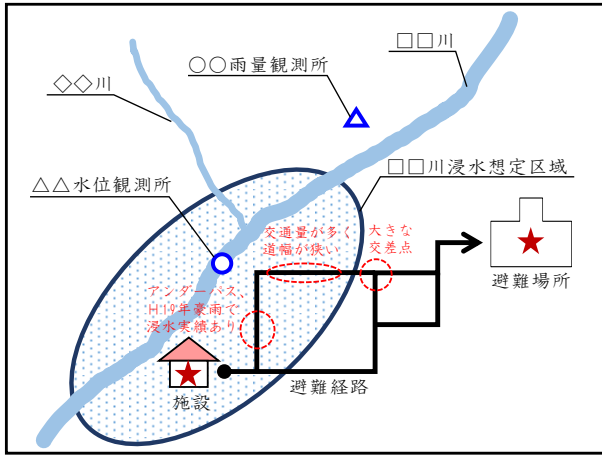 □□川
○○雨量観測所
◇◇川
□□川浸水想定区域
△△水位観測所
交通量が多く
道幅が狭い
大きな
交差点
避難場所
アンダーパス、
H19年豪雨で
浸水実績あり
避難経路
施設